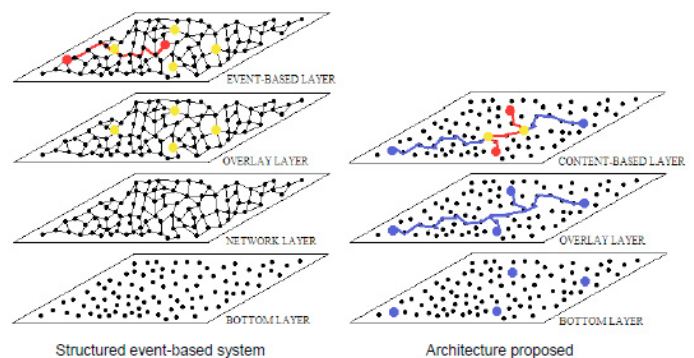 EVENT-BASED LAYER
OVERLAY LAYER
NETWORK LAYER
BOTTOM LAYER
Structured event-based system
CONTENT-BASED LAYER
OVERLAY LAYER
BOTTOM LAYER
Architecture proposed